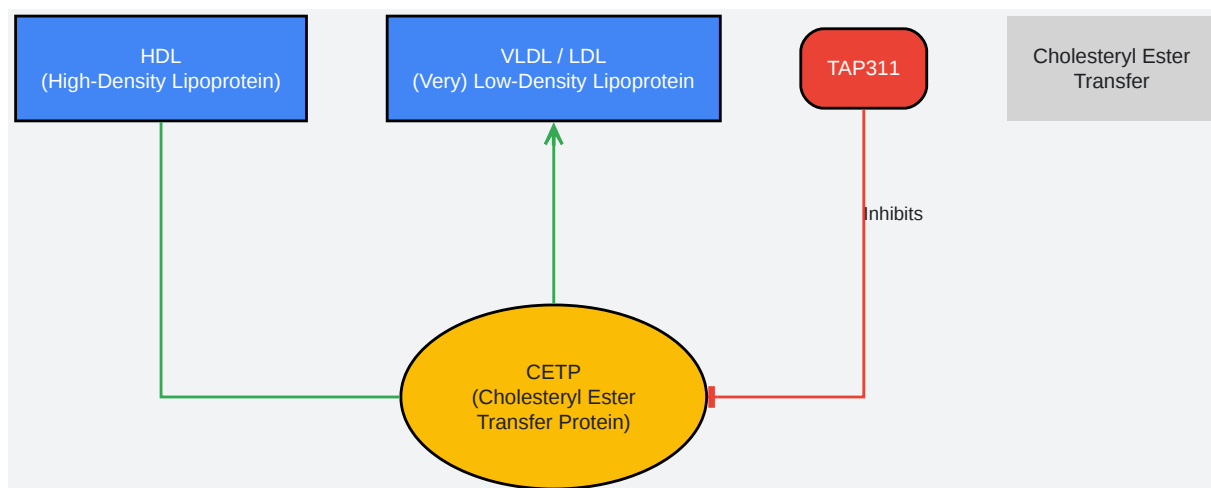 HDL
(High-Density Lipoprotein)
VLDL / LDL
(Very) Low-Density Lipoprotein
TAP311
Cholesteryl Ester
Transfer
Inhibits
CETP
(Cholesteryl Ester
Transfer Protein)